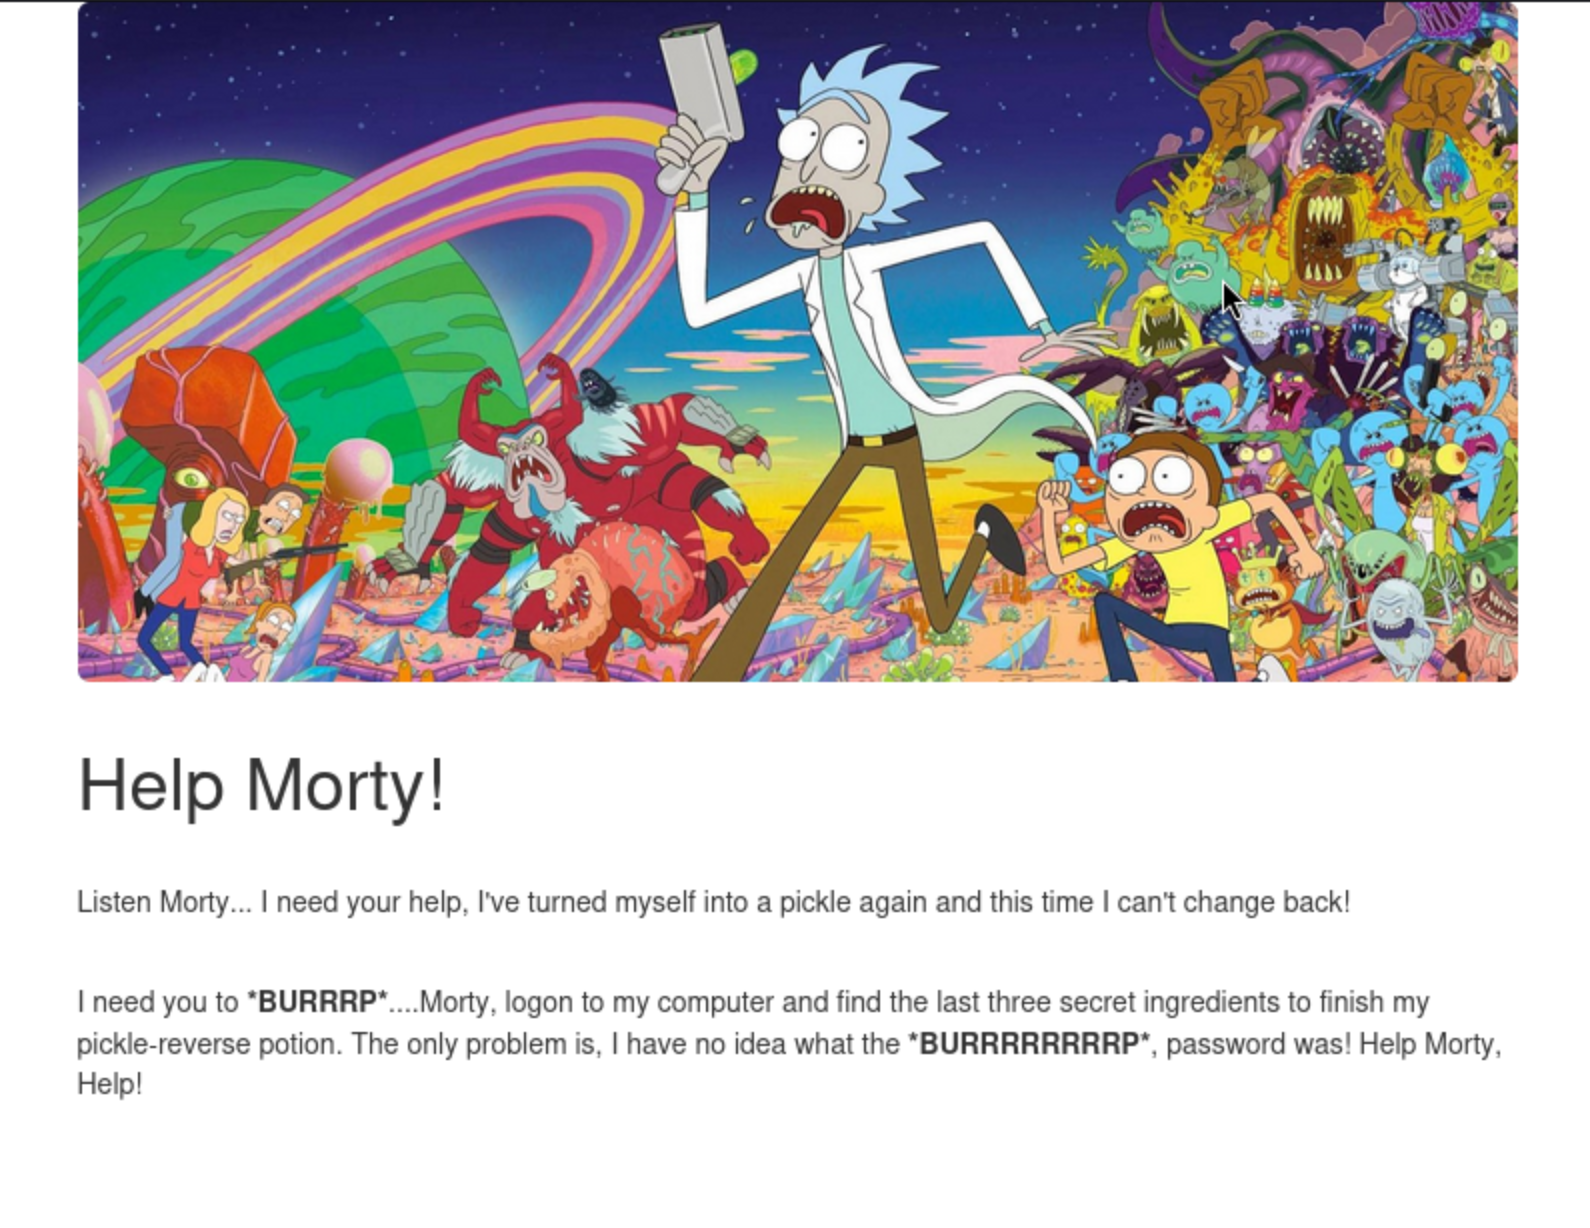 Help Morty!
Listen Morty... I need your help, I've turned myself into a pickle again and this time I can't change back!
I need you to *BURRRP*....Morty, logon to my computer and find the last three secret ingredients to finish my
pickle-reverse potion. The only problem is, I have no idea what the *BURRRRRRRRP*, password was! Help Morty,
Help!